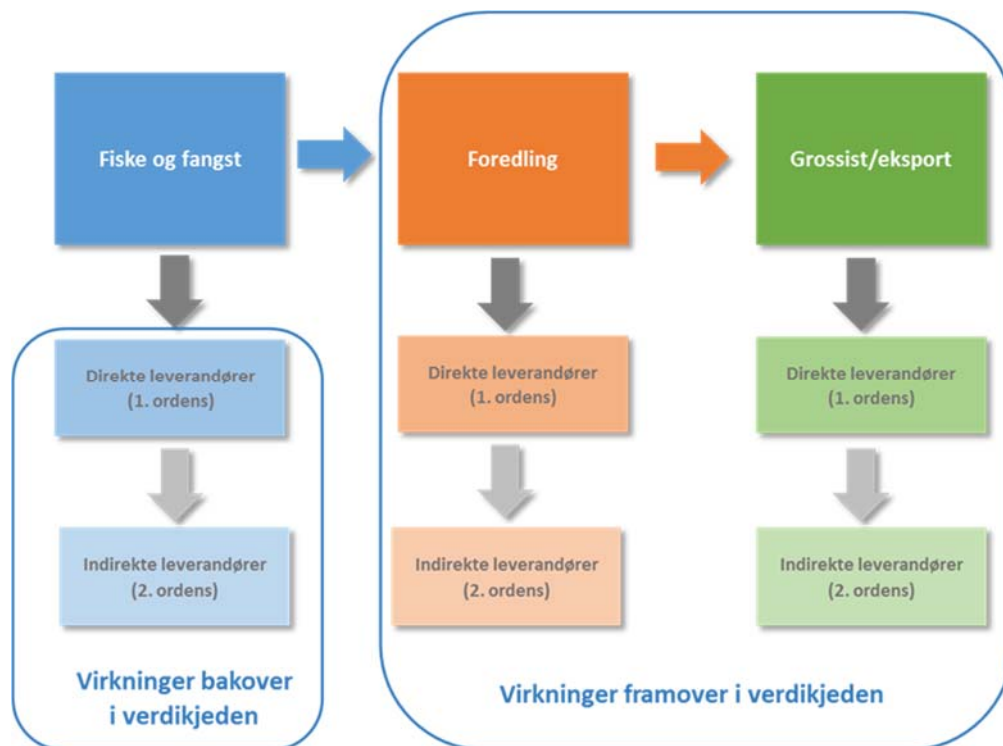 Fiske og fangst
Foredling
Grossist/eksport
Direkte leverandører
(1. ordens)
Direkte leverandører
(1. ordens)
Direkte leverandører
(1. ordens)
Indirekte leverandører
(2. ordens)
Indirekte leverandører
(2. ordens)
Indirekte leverandører
(2. ordens)
Virkninger bakover
i verdikjeden
Virkninger framover i verdikjeden